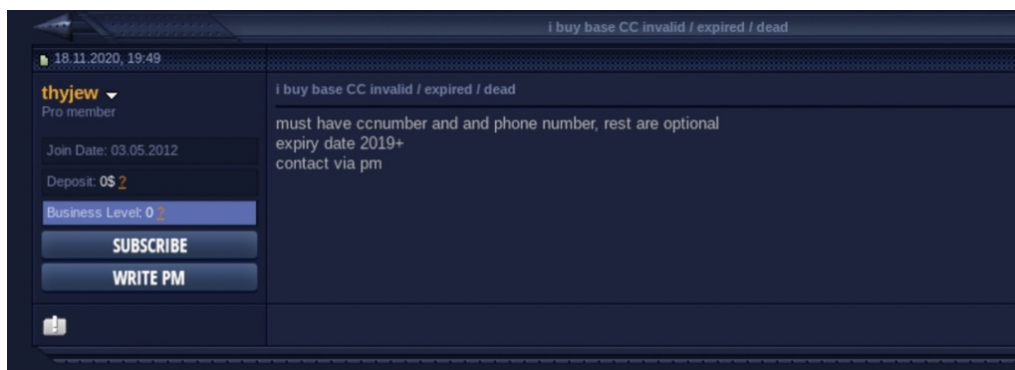 i buy base CC invalid / expired / dead
18.11.2020, 19:49
thyjew
Pro member
Join Date: 03.05.2012
Deposit: 0$ ?
Business Level: 0 ?
SUBSCRIBE
WRITE PM
i buy base CC invalid / expired / dead
must have ccnumber and and phone number, rest are optional
expiry date 2019+
contact via pm